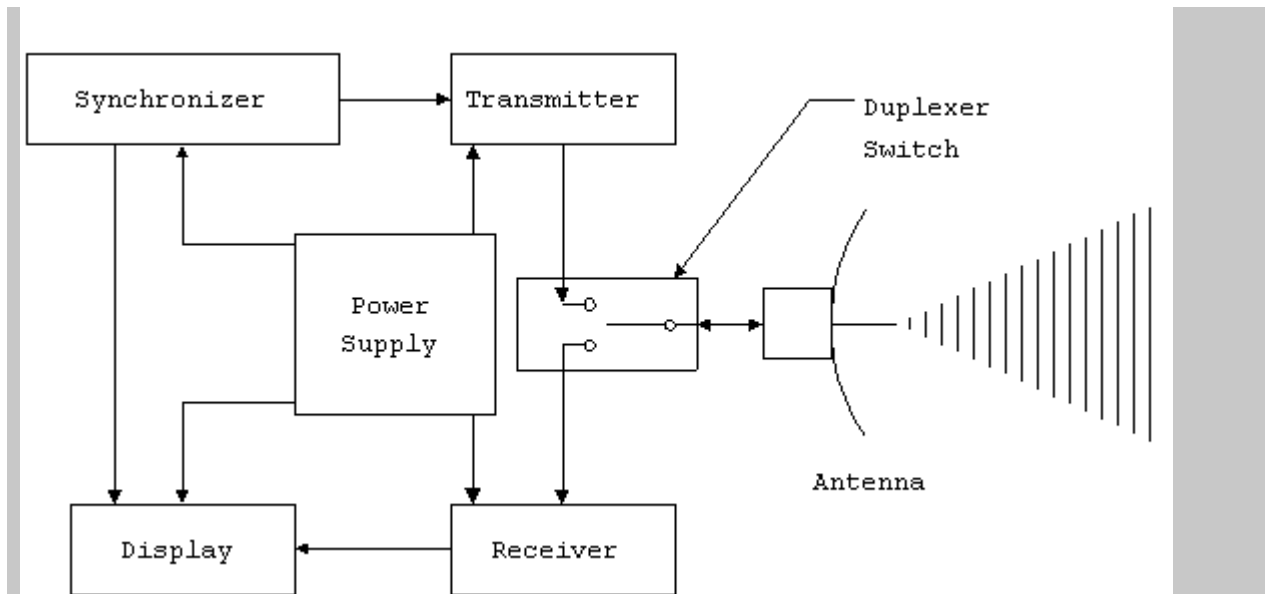 Synchronizer
Transmitter
Duplexer
Switch
Power
Supply
Antenna
Display
Receiver